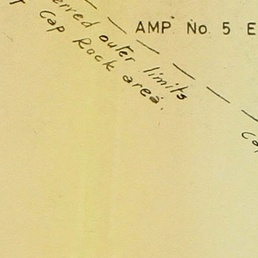 AMP No. 5 E
erred outer limits
Cap Rock area.